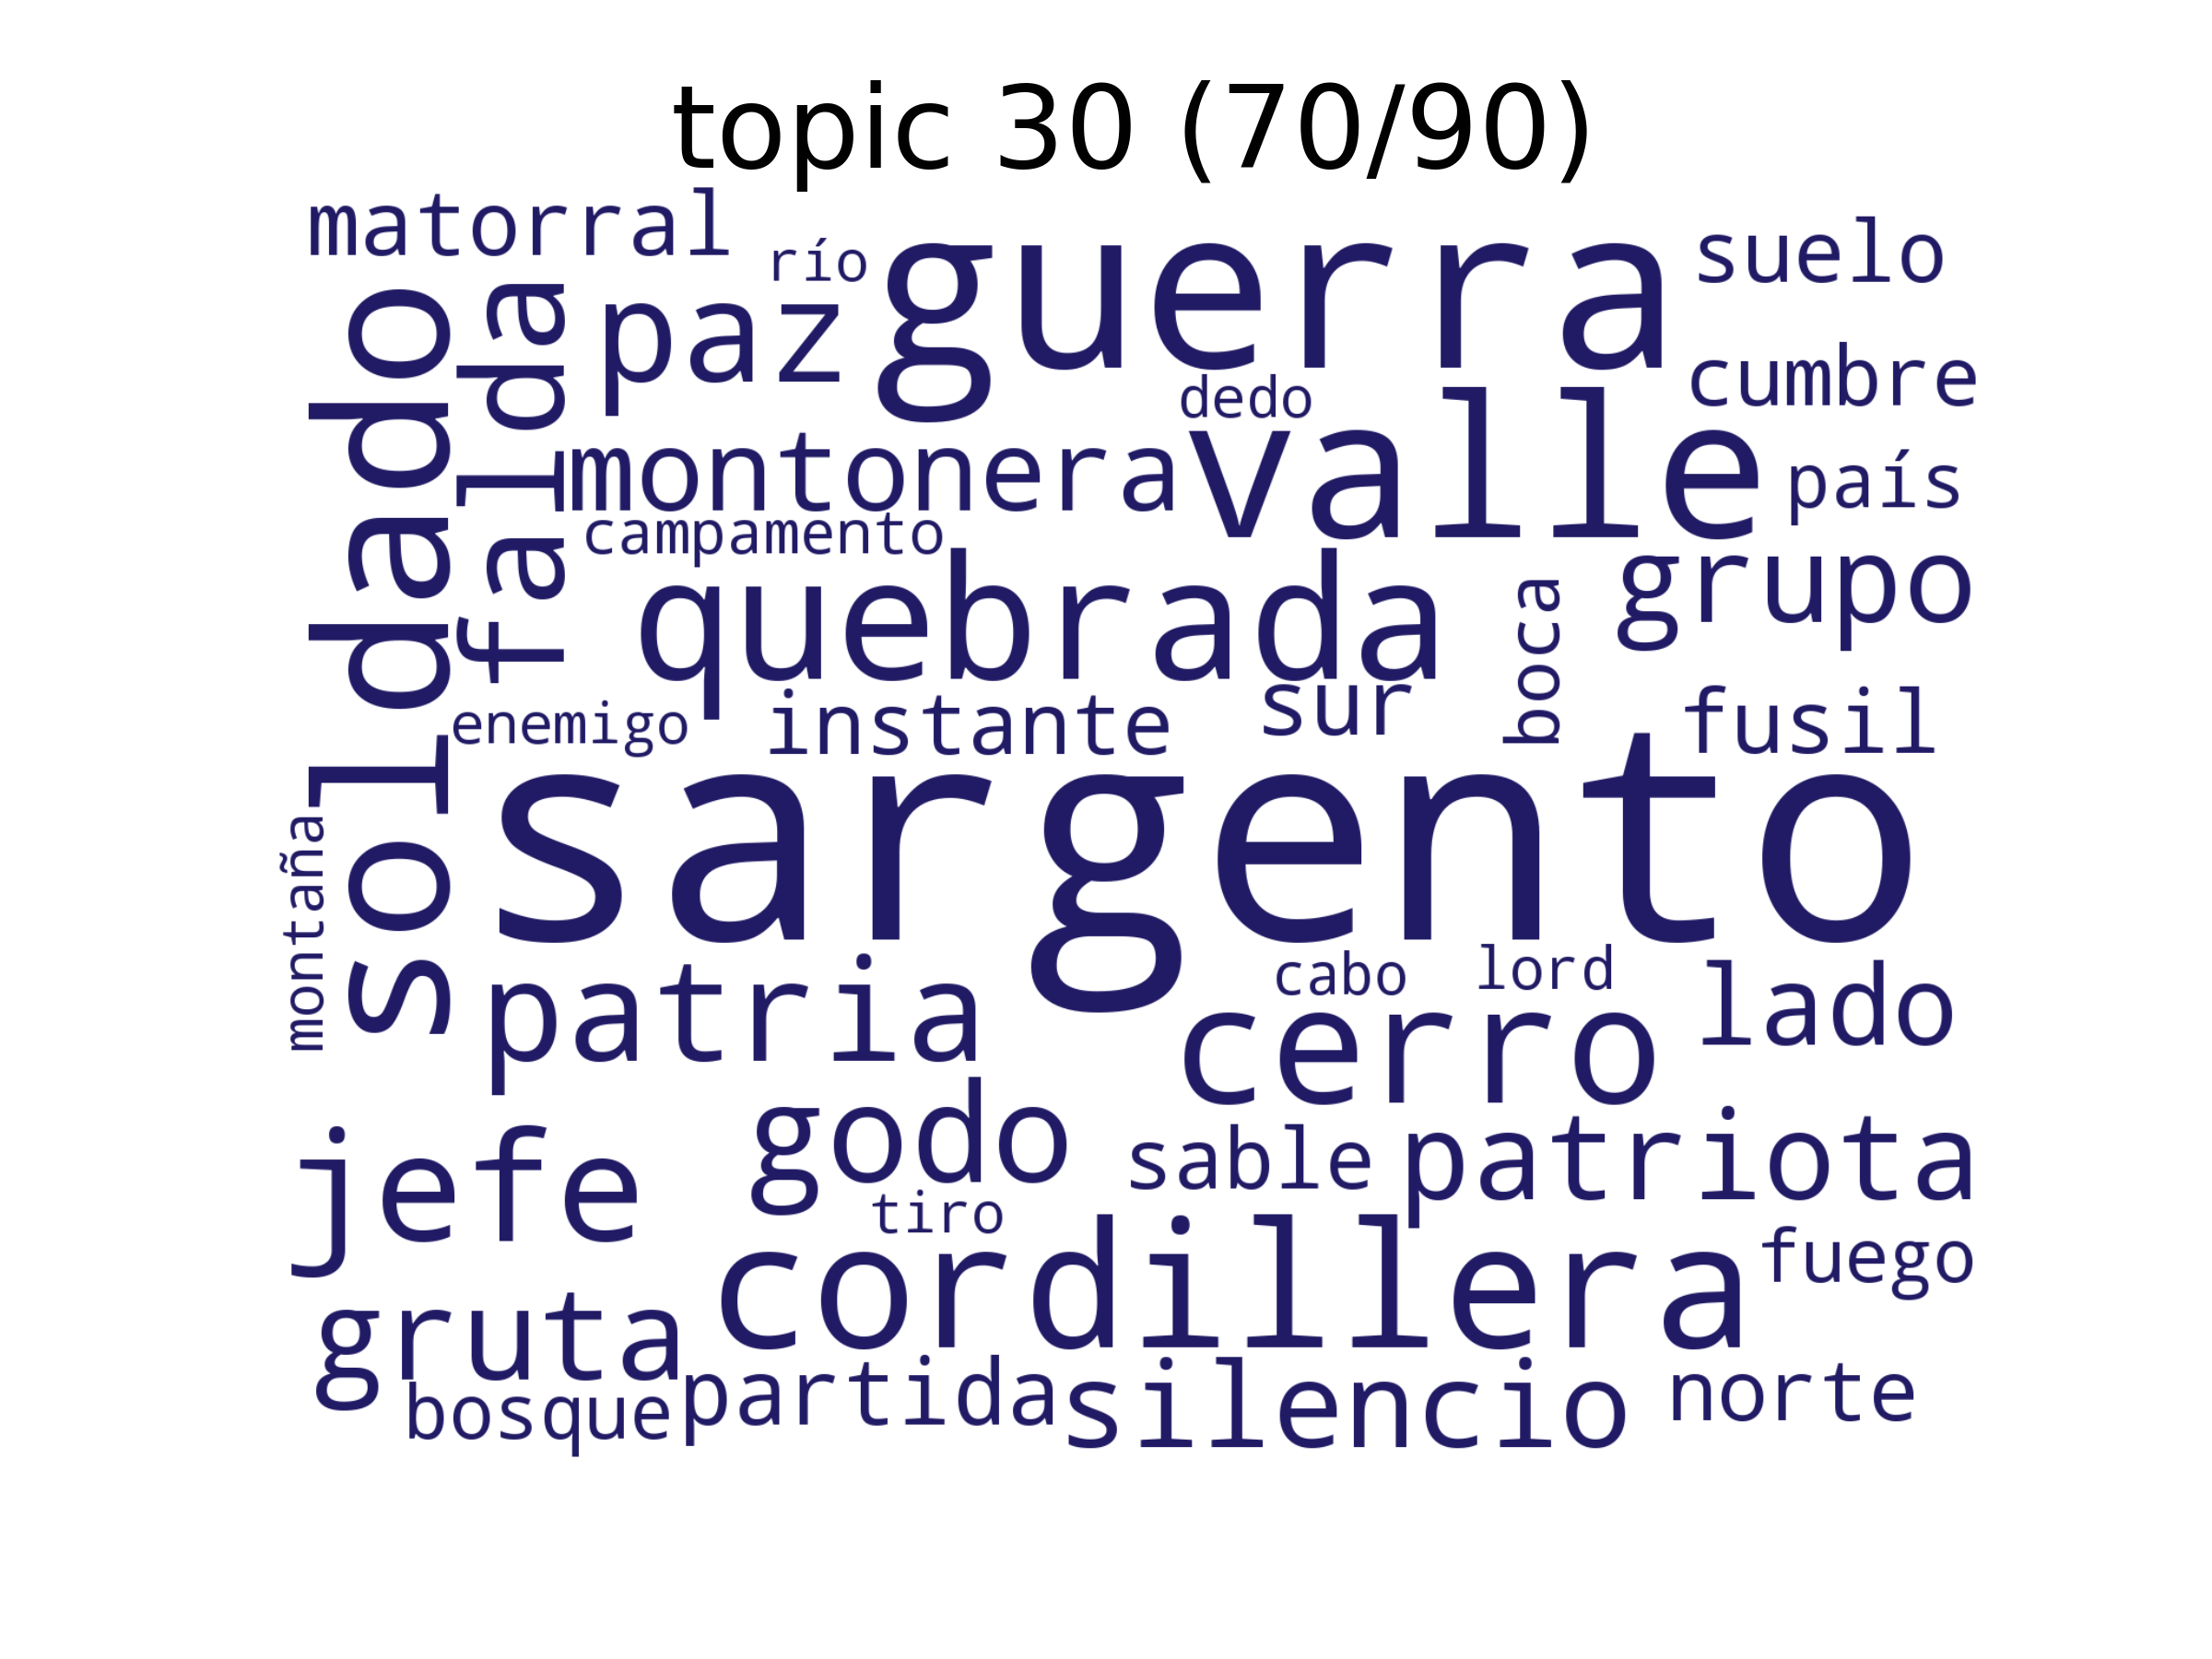 topic 30 (70/90)
matorral
río
guerra
suelo
soldado
falda
paz
cumbre
dedo
valle
montonera
país
campamento
quebrada
boca
grupo
enemigo
instante
sur
fusil
sargento
montaña
patria
cabo
lord
lado
cerro
jefe
godo
sable
patriota
tiro
cordillera
fuego
gruta
bosque
partida
silencio
norte